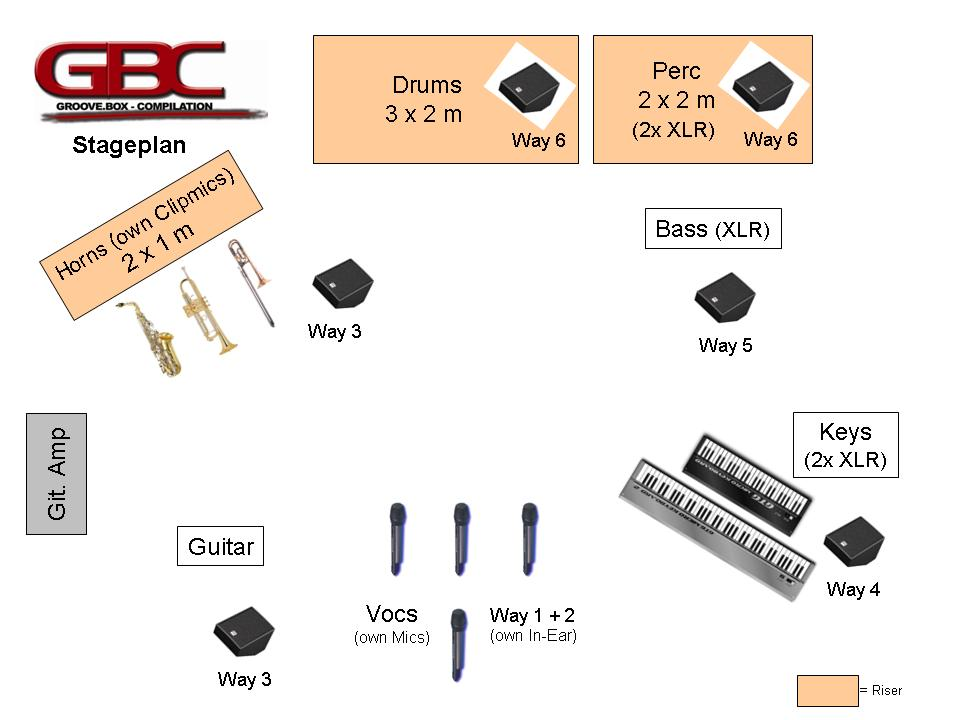 GBC
GROOVE.BOX - COMPILATION
Stageplan
Drums
3 x 2 m
Way 6
Perc
2 x 2 m
(2x XLR)
Way 6
Horns (own Clipmics)
2 x 1 m
Way 3
Bass (XLR)
Way 5
Git. Amp
Keys
(2x XLR)
Way 4
Guitar
Way 3
Vocs
(own Mics)
Way 1 + 2
(own In-Ear)
= Riser